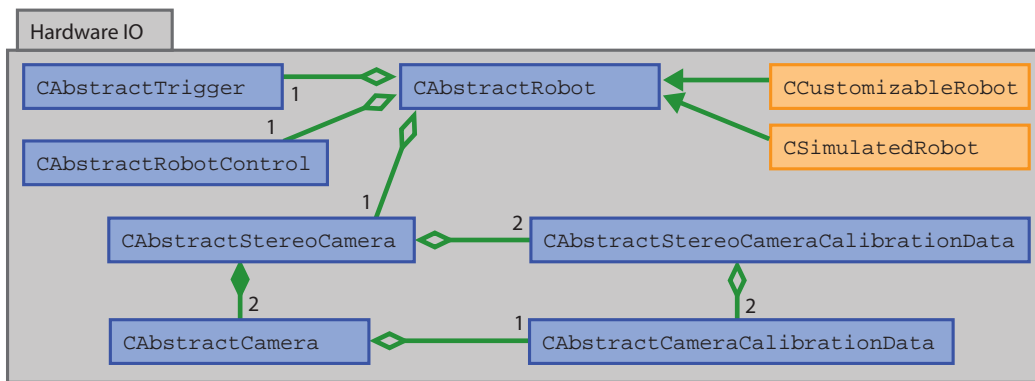 Hardware IO
CAbstractTrigger
1
CAbstractRobot
CCustomizableRobot
1
CAbstractRobotControl
CSimulatedRobot
1
CAbstractStereoCamera
2
CAbstractStereoCameraCalibrationData
2
2
CAbstractCamera
1
CAbstractCameraCalibrationData